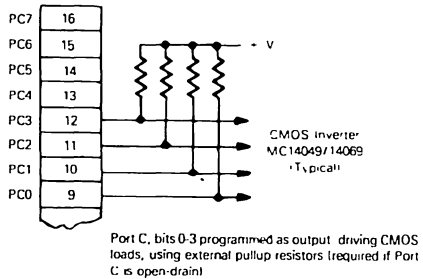 PC7 16
PC6 15
PC5 14
PC4 13
PC3 12
PC2 11
PC1 10
PC0 9
+ V
CMOS Inverter
MC14049/14069
(Typical)
Port C, bits 0-3 programmed as output driving CMOS
loads, using external pullup resistors (required if Port
C is open-drain)